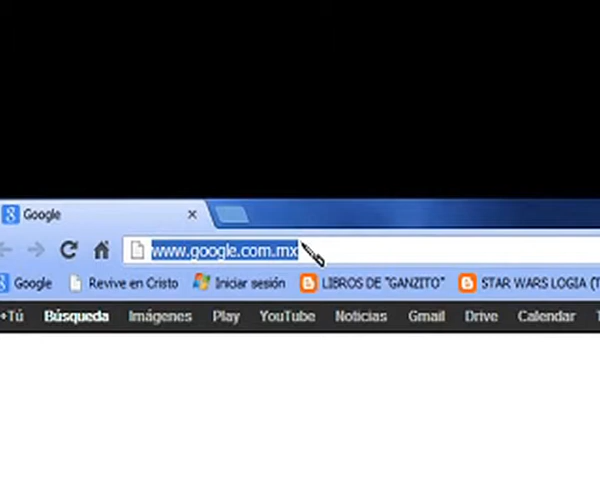 Google
www.google.com.mx
Google Revive en Cristo Iniciar sesión LIBROS DE "GANZITO" STAR WARS LOGIA (T
+Tú Búsqueda Imágenes Play YouTube Noticias Gmail Drive Calendar